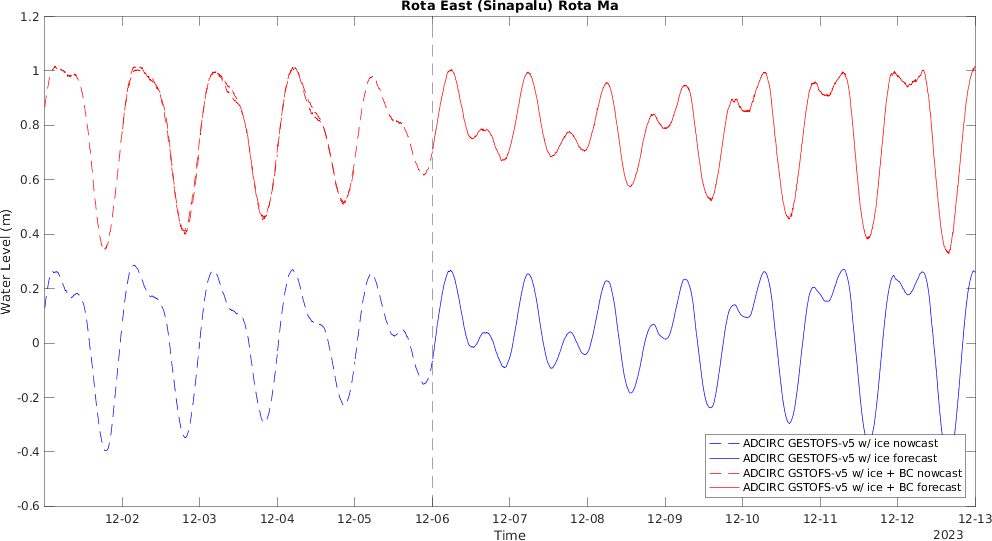 Rota East (Sinapalu) Rota Ma
1.2
1
0.8
0.6
0.4
0.2
0
-0.2
-0.4
-0.6
Water Level (m)
ADCIRC GESTOFS-v5 w/ ice nowcast
ADCIRC GESTOFS-v5 w/ ice forecast
ADCIRC GSTOFS-v5 w/ ice + BC nowcast
ADCIRC GSTOFS-v5 w/ ice + BC forecast
12-02 12-03 12-04 12-05 12-06 12-07 12-08 12-09 12-10 12-11 12-12 12-13
Time
2023